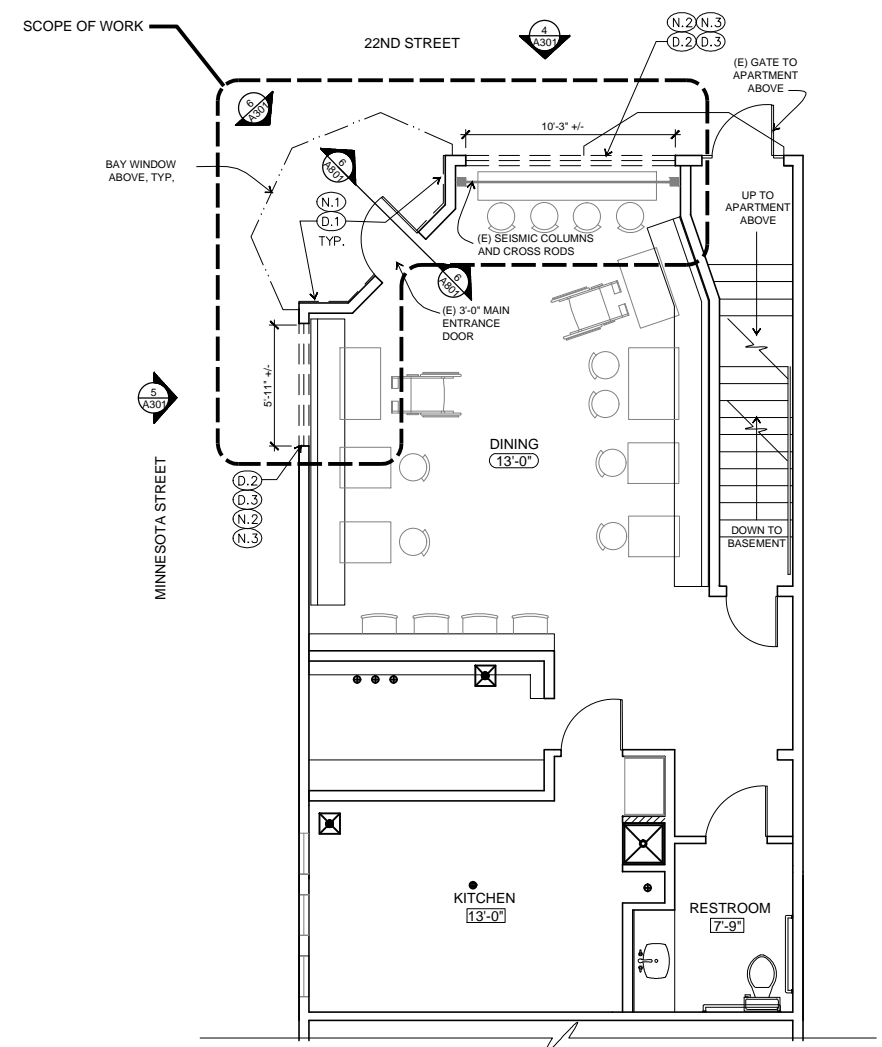 SCOPE OF WORK
22ND STREET
4
A301
N.2 N.3
D.2 D.3
(E) GATE TO
APARTMENT
ABOVE
6
A301
10'-3" +/-
BAY WINDOW
ABOVE, TYP.
6
A801
N.1
D.1
TYP.
UP TO
APARTMENT
ABOVE
(E) SEISMIC COLUMNS
AND CROSS RODS
6
A801
(E) 3'-0" MAIN
ENTRANCE
DOOR
5'-11" +/-
5
A301
DINING
13'-0"
D.2
D.3
N.2
N.3
MINNESOTA STREET
DOWN TO
BASEMENT
KITCHEN
13'-0"
RESTROOM
7'-9"